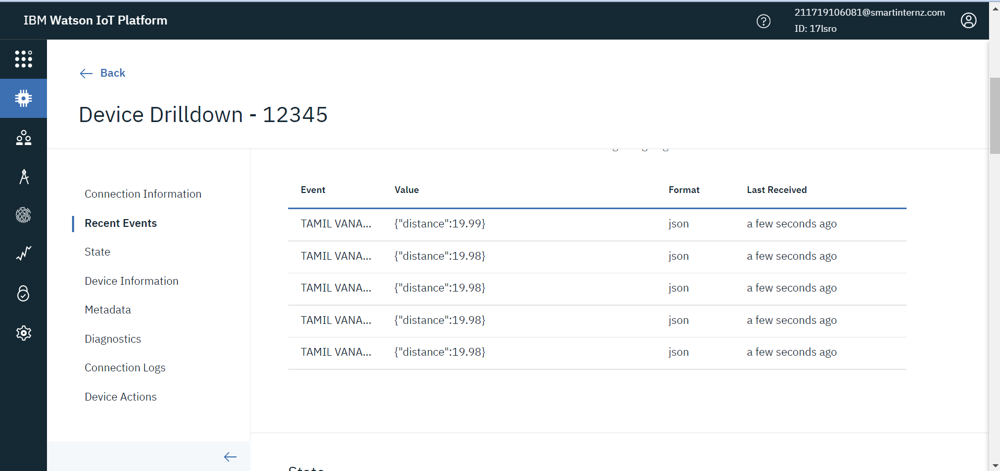 IBM Watson IoT Platform
211719106081@smartinternz.com
ID: 17lsro
Back
Device Drilldown - 12345
Connection Information
Recent Events
State
Device Information
Metadata
Diagnostics
Connection Logs
Device Actions
Event Value Format Last Received
TAMIL VANA... {"distance":19.99} json a few seconds ago
TAMIL VANA... {"distance":19.98} json a few seconds ago
TAMIL VANA... {"distance":19.98} json a few seconds ago
TAMIL VANA... {"distance":19.98} json a few seconds ago
TAMIL VANA... {"distance":19.98} json a few seconds ago
State